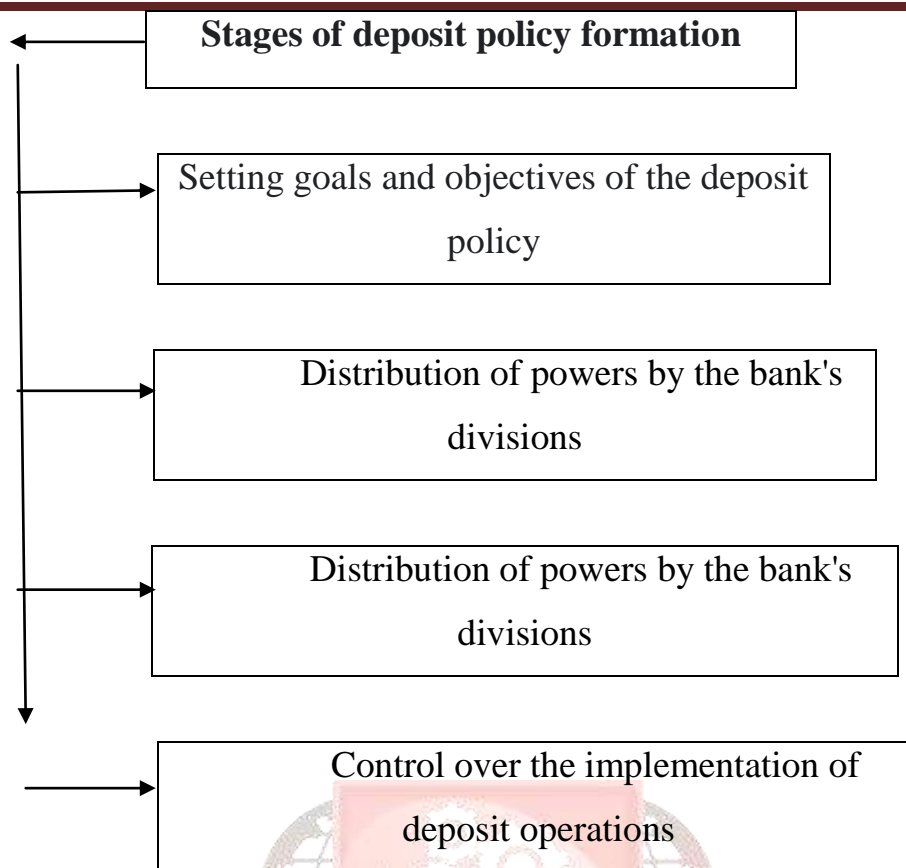 Stages of deposit policy formation
Setting goals and objectives of the deposit
policy
Distribution of powers by the bank's
divisions
Distribution of powers by the bank's
divisions
Control over the implementation of
deposit operations